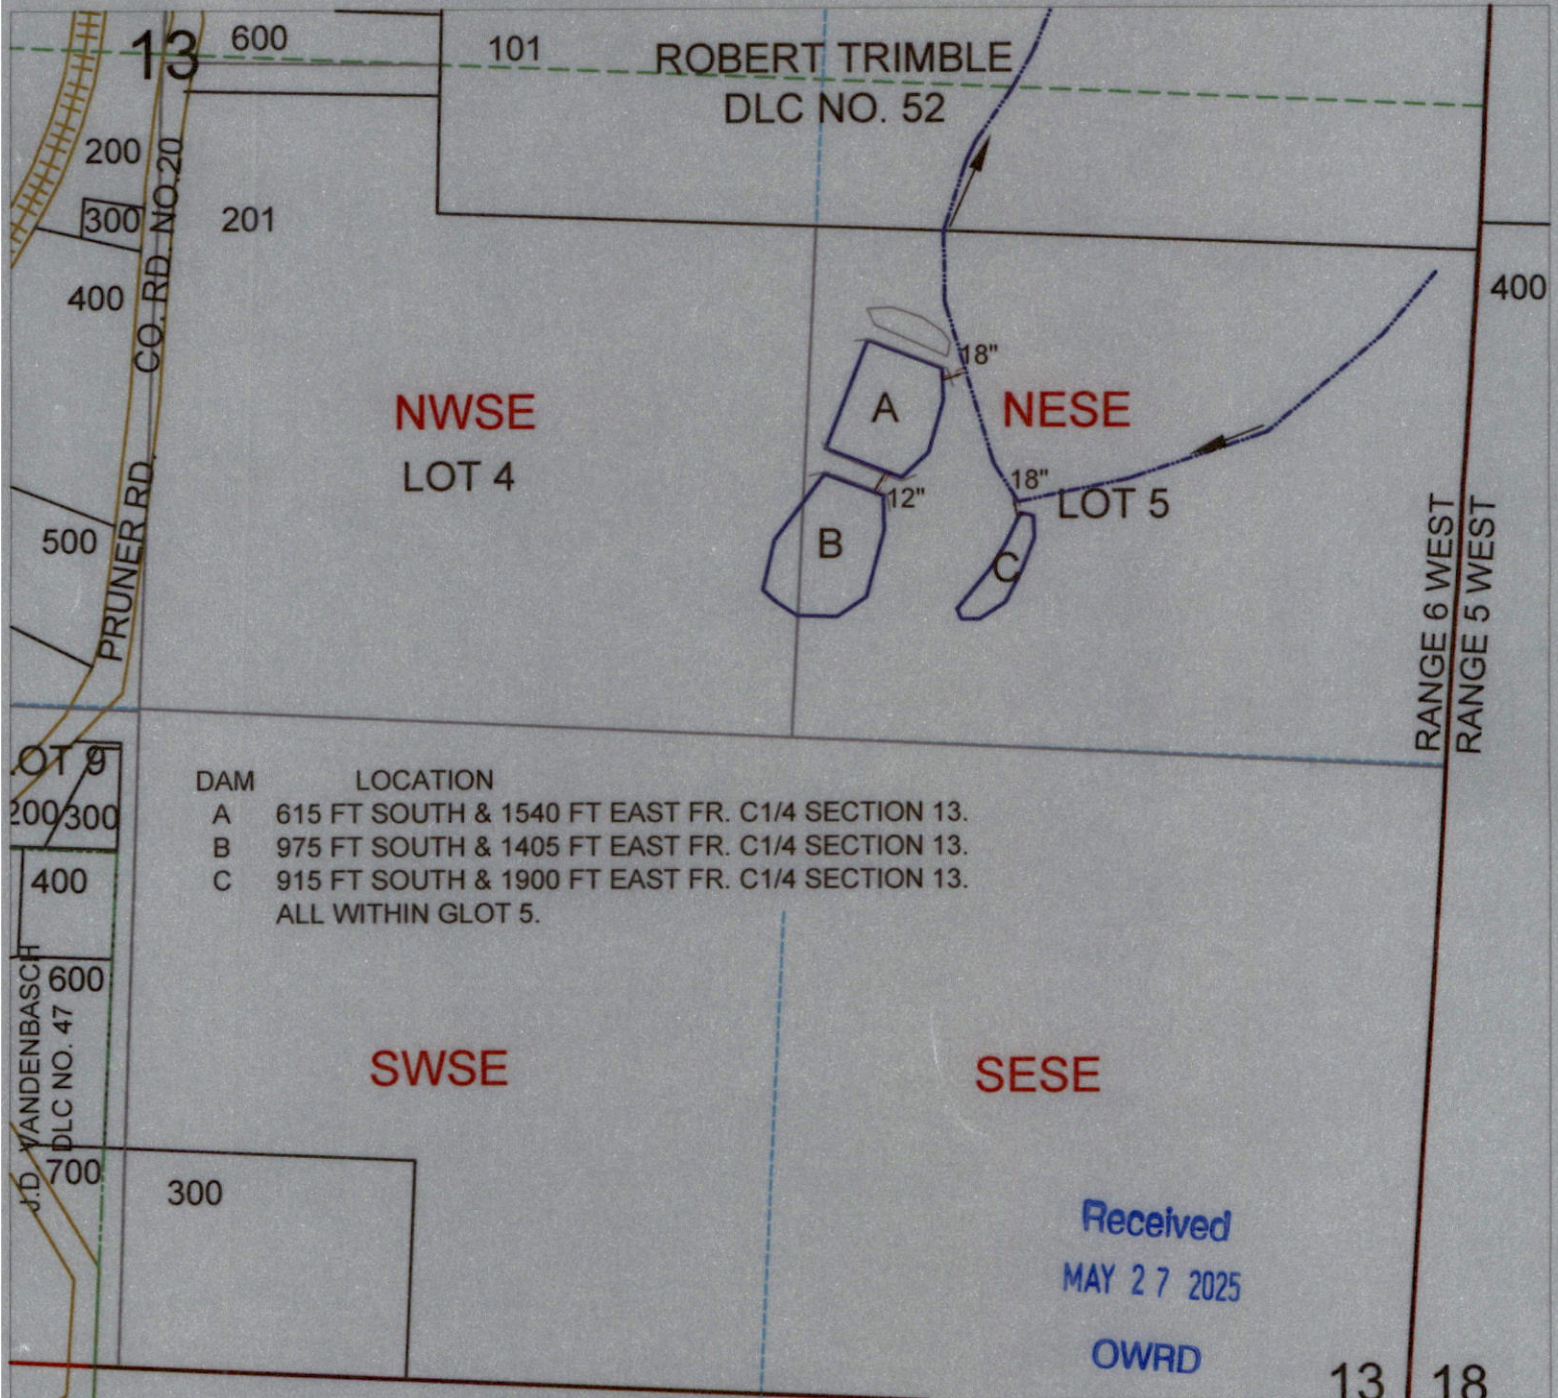 13
600
101
ROBERT TRIMBLE
DLC NO. 52
200
300
201
400
CO. RD. NO.20
PRUNER RD.
400
18"
A
NWSE
NESE
LOT 4
18"
LOT 5
12"
500
B
C
RANGE 6 WEST
RANGE 5 WEST
LOT 9
200
300
DAM LOCATION
A 615 FT SOUTH & 1540 FT EAST FR. C1/4 SECTION 13.
B 975 FT SOUTH & 1405 FT EAST FR. C1/4 SECTION 13.
C 915 FT SOUTH & 1900 FT EAST FR. C1/4 SECTION 13.
ALL WITHIN GLOT 5.
400
600
J.D. VANDENBASCH
DLC NO. 47
SWSE
SESE
700
300
Received
MAY 27 2025
OWRD
13
18